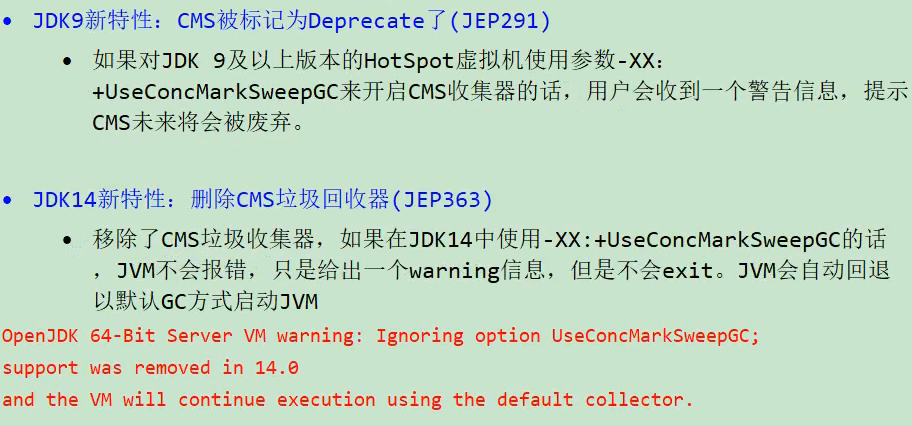 • JDK9新特性：CMS被标记为Deprecate了(JEP291)
• 如果对JDK 9及以上版本的HotSpot虚拟机使用参数-XX：
+UseConcMarkSweepGC来开启CMS收集器的话，用户会收到一个警告信息，提示
CMS未来将会被废弃。
• JDK14新特性：删除CMS垃圾回收器(JEP363)
• 移除了CMS垃圾收集器，如果在JDK14中使用-XX:+UseConcMarkSweepGC的话
，JVM不会报错，只是给出一个warning信息，但是不会exit。JVM会自动回退
以默认GC方式启动JVM
OpenJDK 64-Bit Server VM warning: Ignoring option UseConcMarkSweepGC;
support was removed in 14.0
and the VM will continue execution using the default collector.